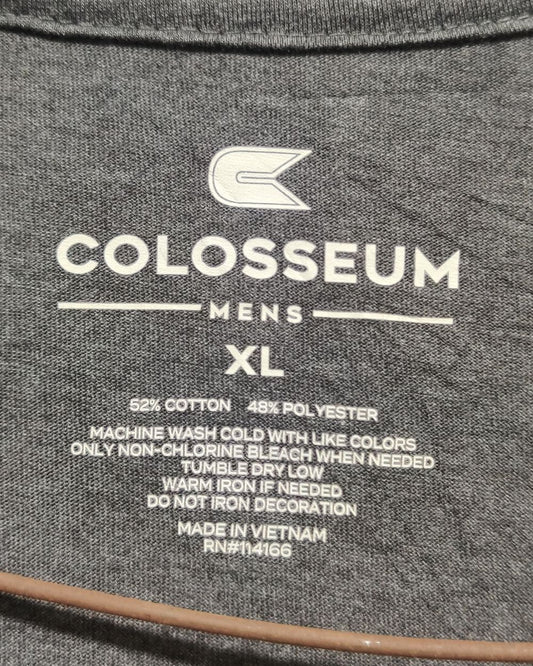 COLOSSEUM
MENS
XL
52% COTTON 48% POLYESTER
MACHINE WASH COLD WITH LIKE COLORS
ONLY NON-CHLORINE BLEACH WHEN NEEDED
TUMBLE DRY LOW
WARM IRON IF NEEDED
DO NOT IRON DECORATION
MADE IN VIETNAM
RN#114166